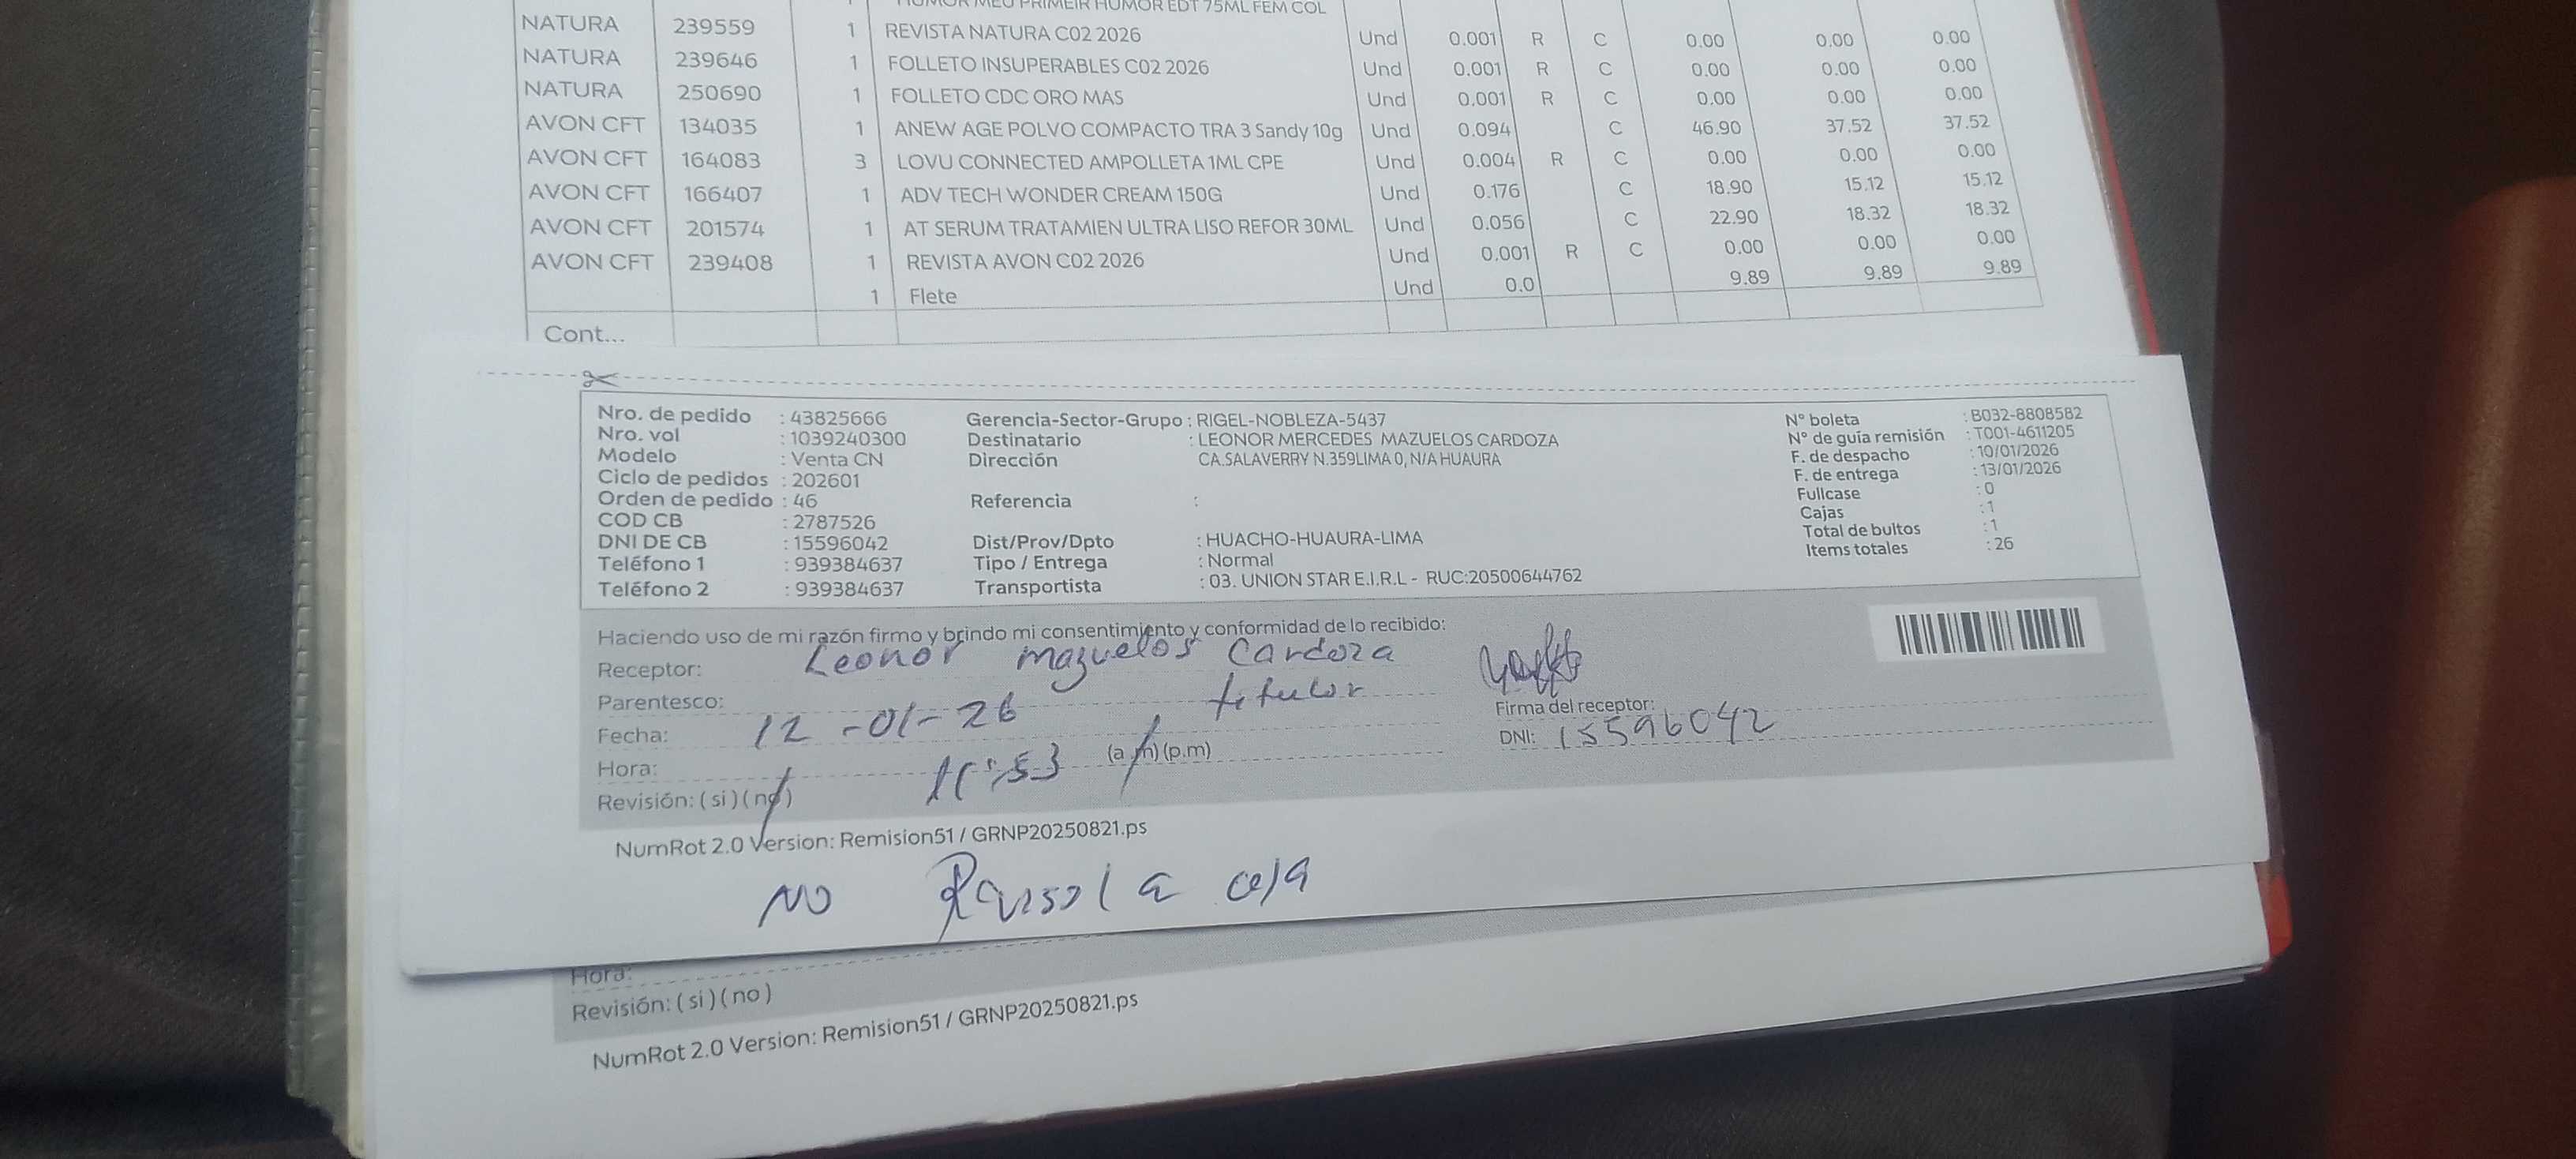 HUMOR MEU PRIMEIR HUMOR EDT 75ML FEM COL
NATURA 239559 1 REVISTA NATURA C02 2026 Und 0.001 R C 0.00 0.00 0.00
NATURA 239646 1 FOLLETO INSUPERABLES C02 2026 Und 0.001 R C 0.00 0.00 0.00
NATURA 250690 1 FOLLETO CDC ORO MAS Und 0.001 R C 0.00 0.00 0.00
AVON CFT 134035 1 ANEW AGE POLVO COMPACTO TRA 3 Sandy 10g Und 0.094 C 46.90 37.52 37.52
AVON CFT 164083 3 LOVU CONNECTED AMPOLLETA 1ML CPE Und 0.004 R C 0.00 0.00 0.00
AVON CFT 166407 1 ADV TECH WONDER CREAM 150G Und 0.176 C 18.90 15.12 15.12
AVON CFT 201574 1 AT SERUM TRATAMIEN ULTRA LISO REFOR 30ML Und 0.056 C 22.90 18.32 18.32
AVON CFT 239408 1 REVISTA AVON C02 2026 Und 0.001 R C 0.00 0.00 0.00
1 Flete Und 0.0 9.89 9.89 9.89
Cont...
Nro. de pedido : 43825666 Gerencia-Sector-Grupo : RIGEL-NOBLEZA-5437 N° boleta : B032-8808582
Nro. vol : 1039240300 Destinatario : LEONOR MERCEDES MAZUELOS CARDOZA N° de guía remisión : T001-4611205
Modelo : Venta CN Dirección CA.SALAVERRY N.359LIMA 0, N/A HUAURA F. de despacho : 10/01/2026
Ciclo de pedidos : 202601 F. de entrega : 13/01/2026
Orden de pedido : 46 Referencia : Fullcase : 0
COD CB : 2787526 Cajas : 1
DNI DE CB : 15596042 Dist/Prov/Dpto : HUACHO-HUAURA-LIMA Total de bultos : 1
Teléfono 1 : 939384637 Tipo / Entrega : Normal Items totales : 26
Teléfono 2 : 939384637 Transportista : 03. UNION STAR E.I.R.L - RUC:20500644762
Haciendo uso de mi razón firmo y brindo mi consentimiento y conformidad de lo recibido:
Receptor: Leonor mazuelos Cardoza
Parentesco: titular
Firma del receptor:
Fecha: 12-01-26 DNI: 15596042
Hora: 11:53 (a.m)(p.m)
Revisión: (si)(no)
NumRot 2.0 Version: Remision51 / GRNP20250821.ps
NO Reviso la caja
Hora:
Revisión: (si)(no)
NumRot 2.0 Version: Remision51 / GRNP20250821.ps